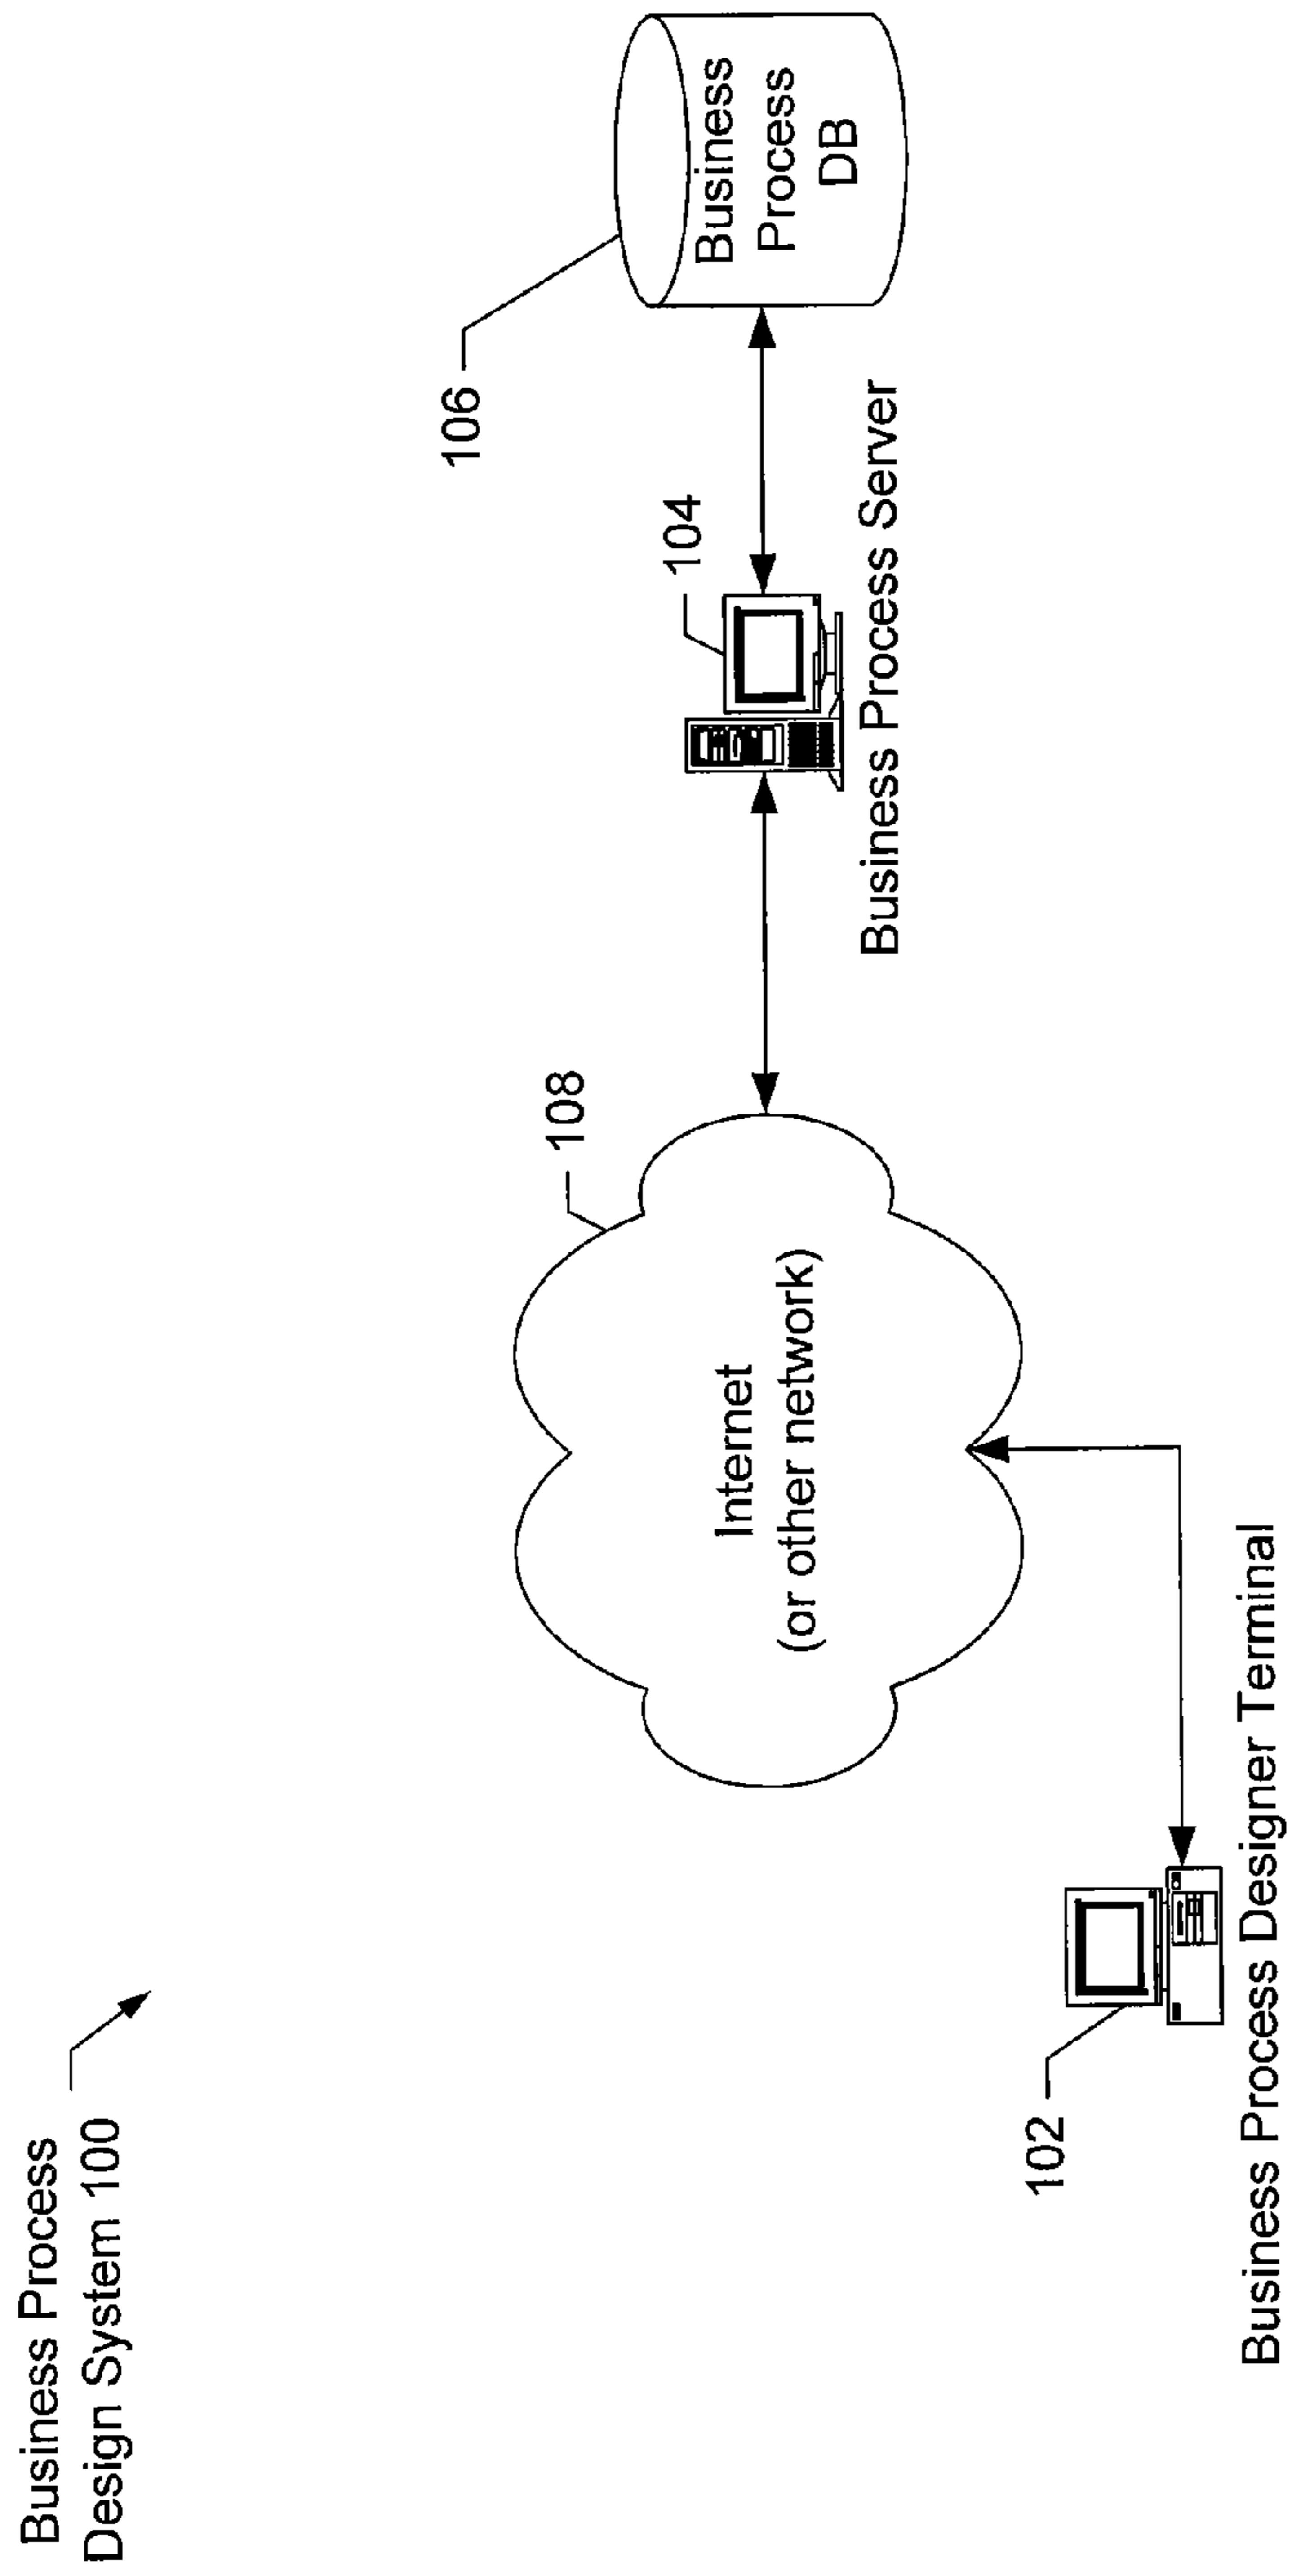 Business Process
Design System 100
106
104
108
Business
Process
DB
Business Process Server
Internet
(or other network)
102
Business Process Designer Terminal